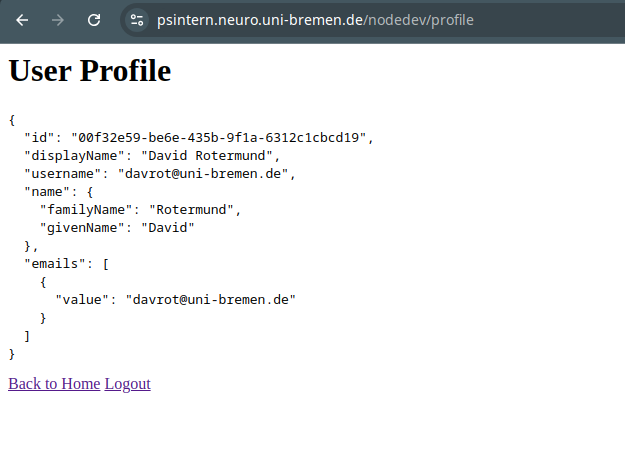 psintern.neuro.uni-bremen.de/nodedev/profile
User Profile
{
  "id": "00f32e59-be6e-435b-9f1a-6312c1cbcd19",
  "displayName": "David Rotermund",
  "username": "davrot@uni-bremen.de",
  "name": {
    "familyName": "Rotermund",
    "givenName": "David"
  },
  "emails": [
    {
      "value": "davrot@uni-bremen.de"
    }
  ]
}
Back to Home Logout